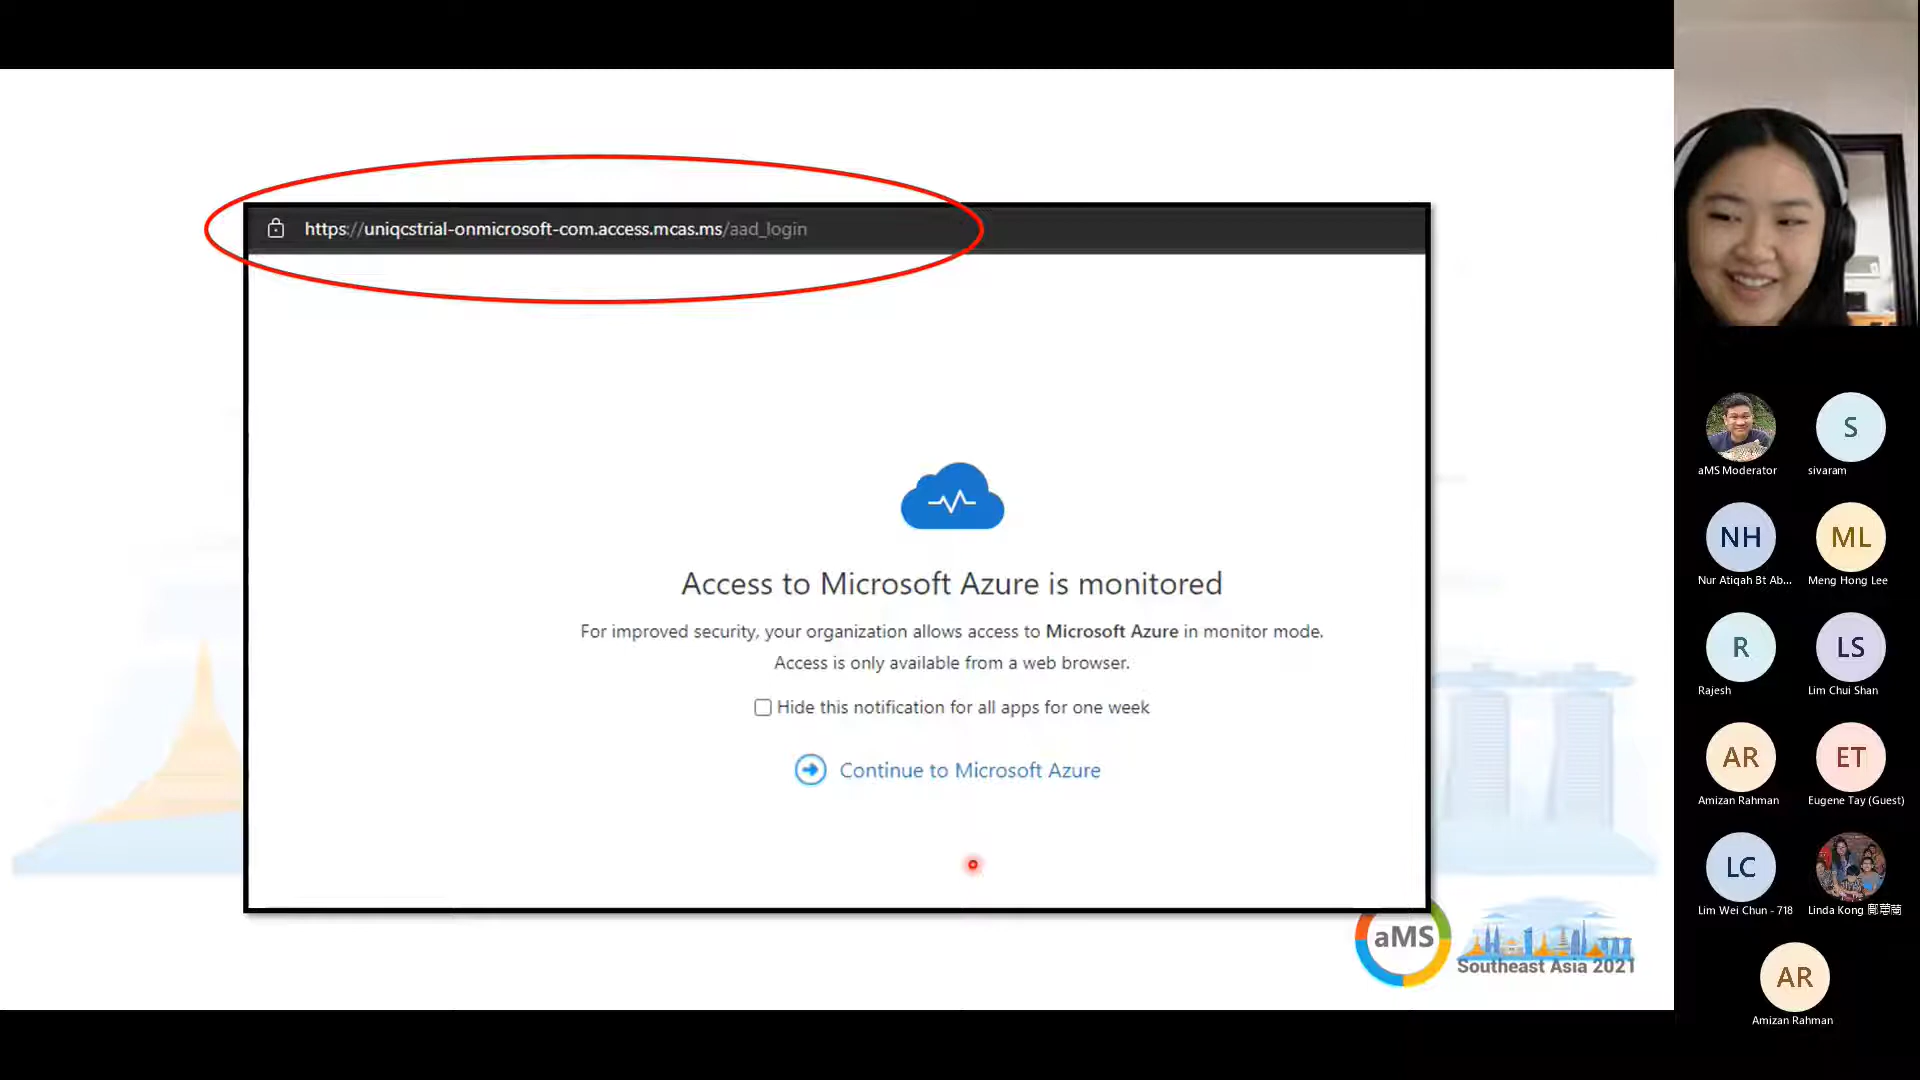 https://uniqcstrial-onmicrosoft-com.access.mcas.ms/aad_login
Access to Microsoft Azure is monitored
For improved security, your organization allows access to Microsoft Azure in monitor mode.
Access is only available from a web browser.
Hide this notification for all apps for one week
Continue to Microsoft Azure
aMS
Southeast Asia 2021
aMS Moderator
S
sivaram
NH
Nur Atiqah Bt Ab...
ML
Meng Hong Lee
R
Rajesh
LS
Lim Chui Shan
AR
Amizan Rahman
ET
Eugene Tay (Guest)
LC
Lim Wei Chun - 718
Linda Kong
AR
Amizan Rahman